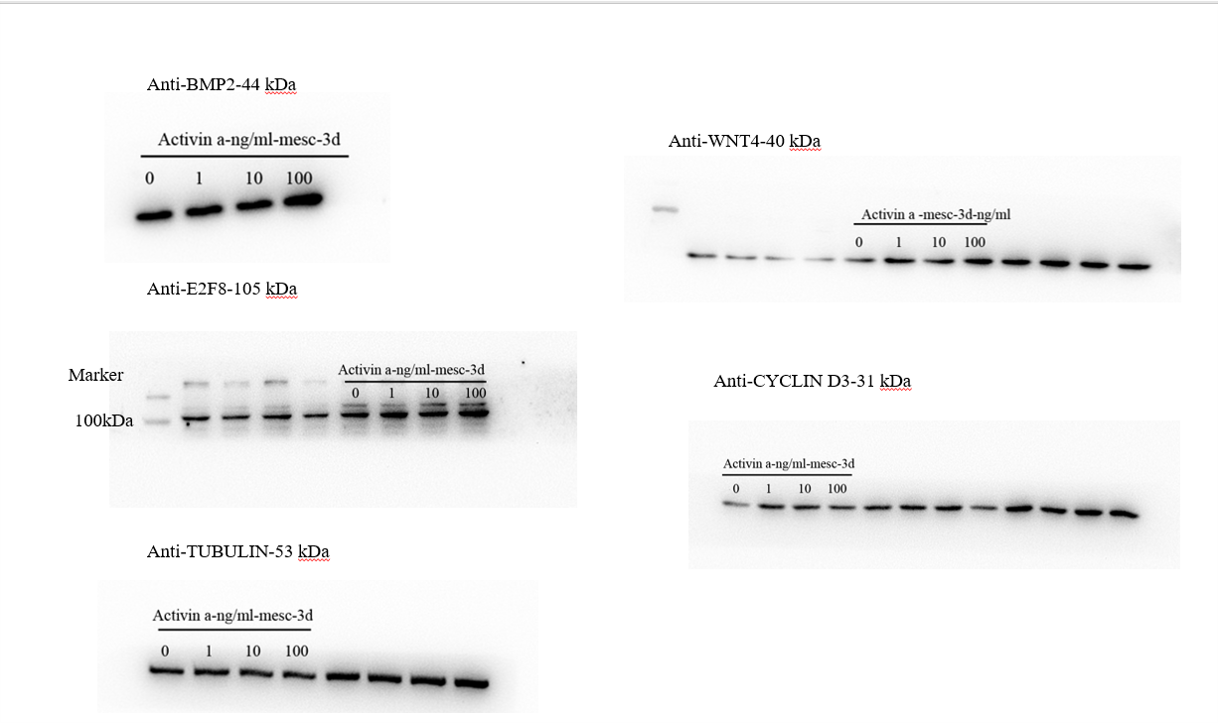 Anti-BMP2-44 kDa
Activin a-ng/ml-mesc-3d
0 1 10 100
Anti-E2F8-105 kDa
Marker
Activin a-ng/ml-mesc-3d
0 1 10 100
100kDa
Anti-TUBULIN-53 kDa
Activin a-ng/ml-mesc-3d
0 1 10 100
Anti-WNT4-40 kDa
Activin a -mesc-3d-ng/ml
0 1 10 100
Anti-CYCLIN D3-31 kDa
Activin a-ng/ml-mesc-3d
0 1 10 100